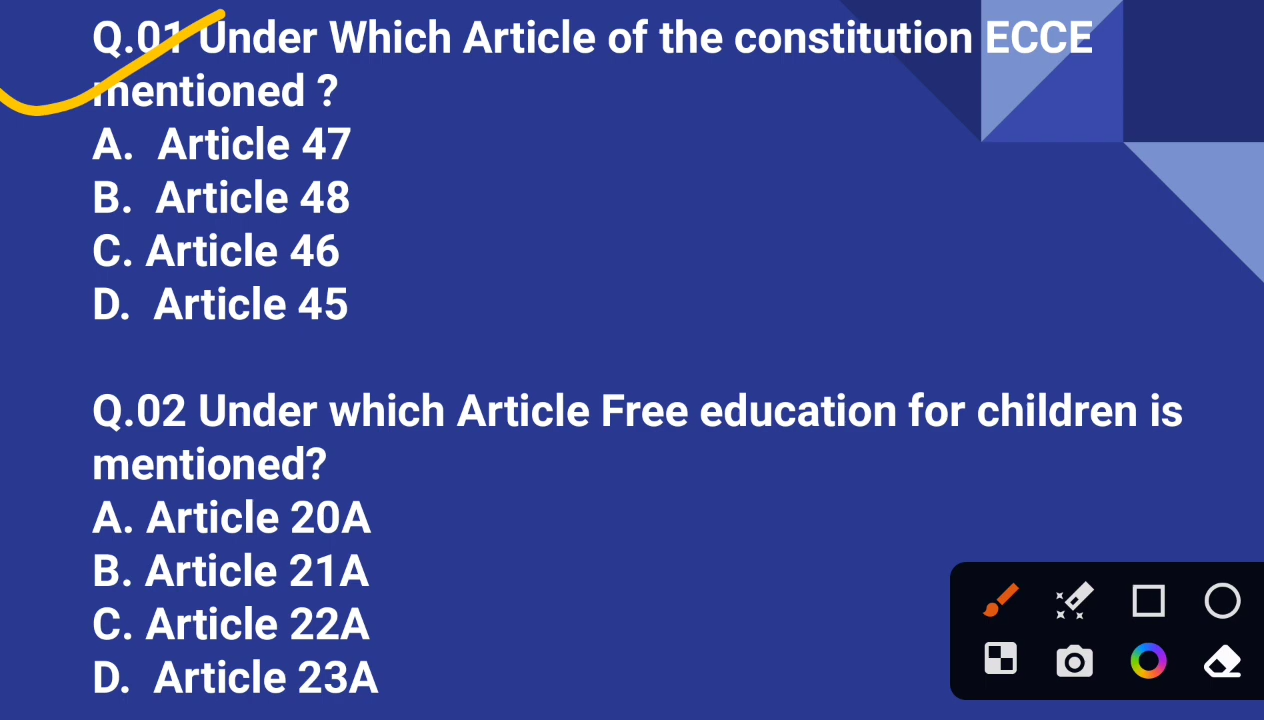 Q.01 Under Which Article of the constitution ECCE
mentioned ?
A. Article 47
B. Article 48
C. Article 46
D. Article 45
Q.02 Under which Article Free education for children is
mentioned?
A. Article 20A
B. Article 21A
C. Article 22A
D. Article 23A